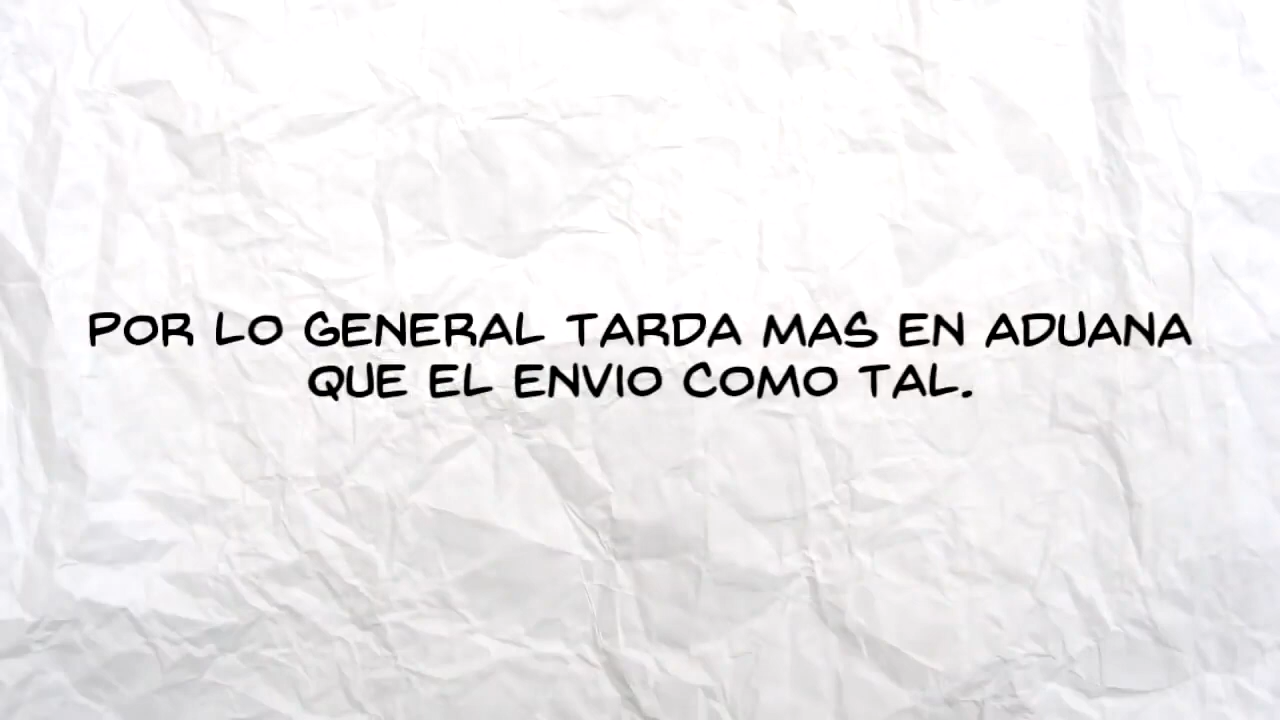 POR LO GENERAL TARDA MAS EN ADUANA
QUE EL ENVIO COMO TAL.